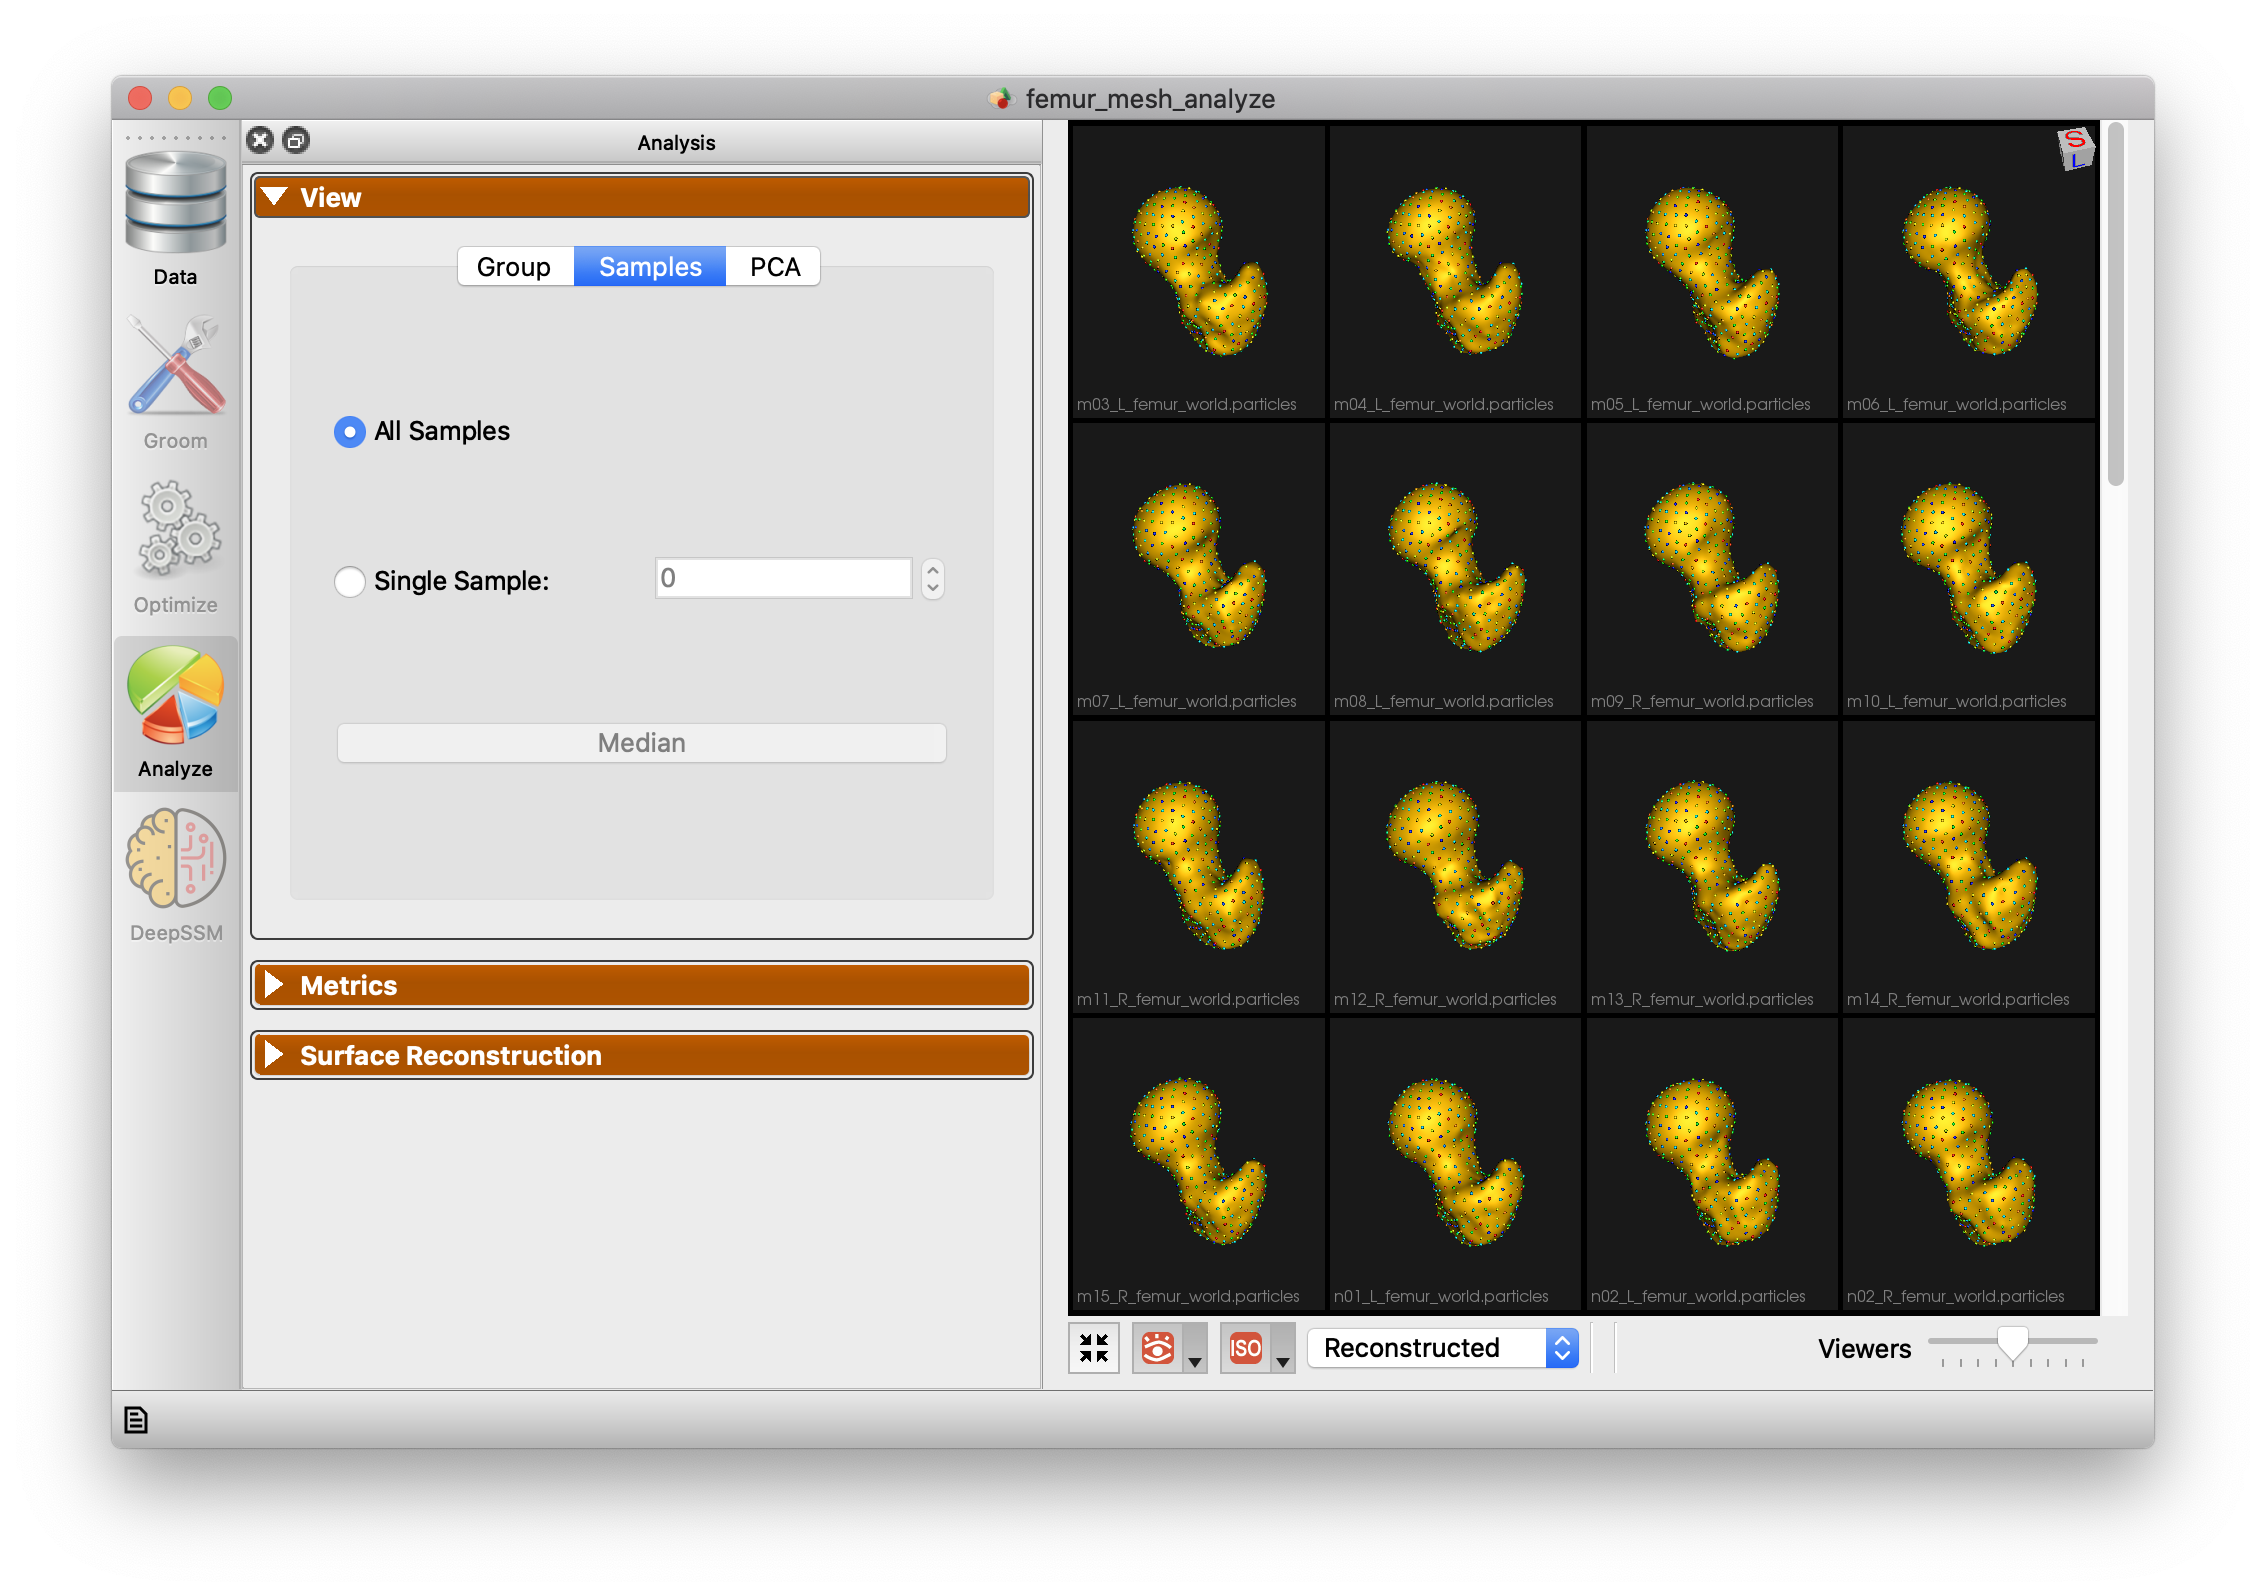 femur_mesh_analyze
Data
Groom
Optimize
Analyze
DeepSSM
Analysis
View
Group Samples PCA
All Samples
Single Sample: 0
Median
Metrics
Surface Reconstruction
S
L
m03_L_femur_world.particles m04_L_femur_world.particles m05_L_femur_world.particles m06_L_femur_world.particles
m07_L_femur_world.particles m08_L_femur_world.particles m09_R_femur_world.particles m10_L_femur_world.particles
m11_R_femur_world.particles m12_R_femur_world.particles m13_R_femur_world.particles m14_R_femur_world.particles
m15_R_femur_world.particles n01_L_femur_world.particles n02_L_femur_world.particles n02_R_femur_world.particles
ISO Reconstructed Viewers